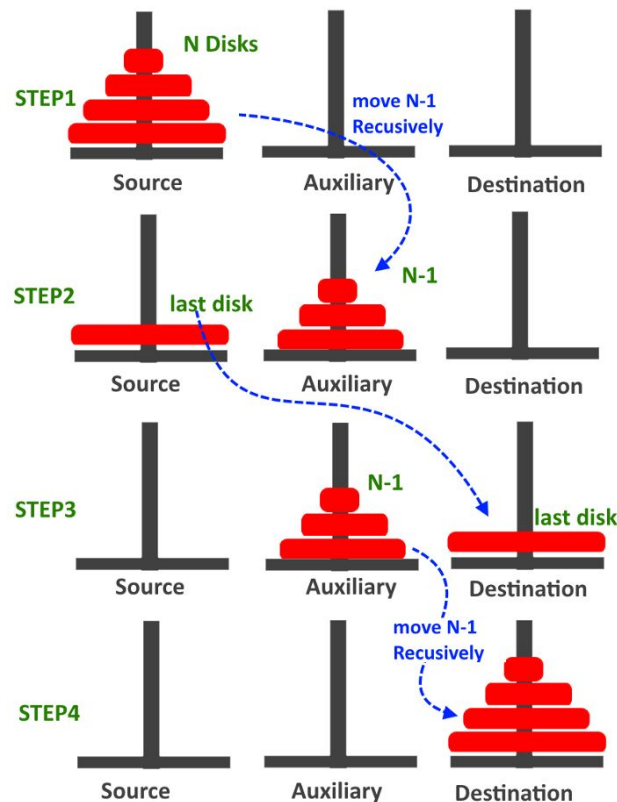 N Disks
STEP1
move N-1
Recusively
Source
Auxiliary
Destination
STEP2
last disk
N-1
Source
Auxiliary
Destination
STEP3
N-1
last disk
Source
Auxiliary
Destination
move N-1
Recusively
STEP4
Source
Auxiliary
Destination